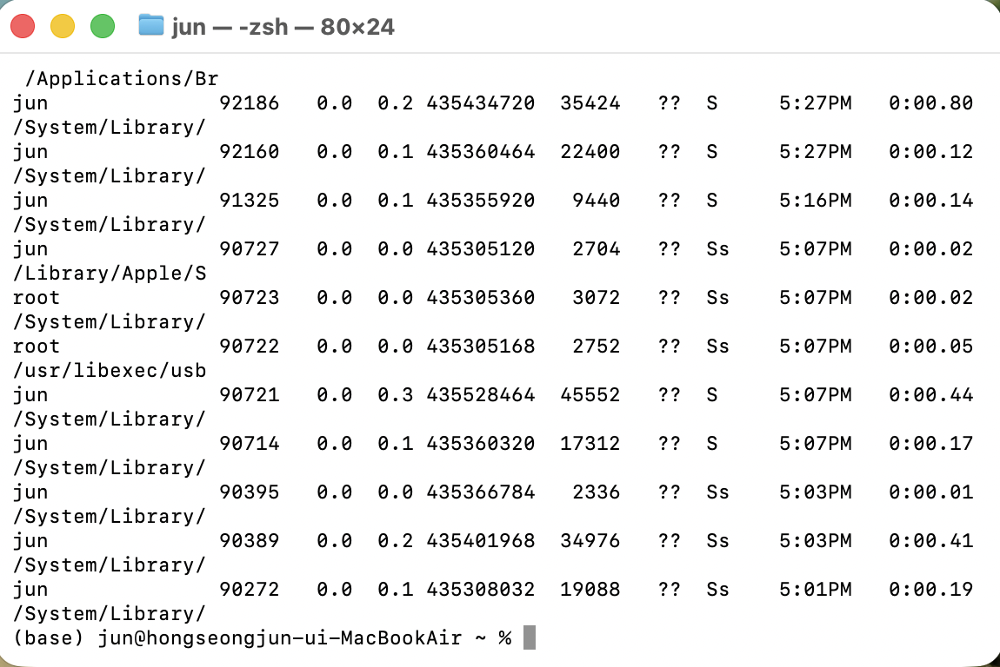 jun — -zsh — 80×24
/Applications/Br
jun 92186 0.0 0.2 435434720 35424 ?? S 5:27PM 0:00.80
/System/Library/
jun 92160 0.0 0.1 435360464 22400 ?? S 5:27PM 0:00.12
/System/Library/
jun 91325 0.0 0.1 435355920 9440 ?? S 5:16PM 0:00.14
/System/Library/
jun 90727 0.0 0.0 435305120 2704 ?? Ss 5:07PM 0:00.02
/Library/Apple/S
root 90723 0.0 0.0 435305360 3072 ?? Ss 5:07PM 0:00.02
/System/Library/
root 90722 0.0 0.0 435305168 2752 ?? Ss 5:07PM 0:00.05
/usr/libexec/usb
jun 90721 0.0 0.3 435528464 45552 ?? S 5:07PM 0:00.44
/System/Library/
jun 90714 0.0 0.1 435360320 17312 ?? S 5:07PM 0:00.17
/System/Library/
jun 90395 0.0 0.0 435366784 2336 ?? Ss 5:03PM 0:00.01
/System/Library/
jun 90389 0.0 0.2 435401968 34976 ?? Ss 5:03PM 0:00.41
/System/Library/
jun 90272 0.0 0.1 435308032 19088 ?? Ss 5:01PM 0:00.19
/System/Library/
(base) jun@hongseongjun-ui-MacBookAir ~ %